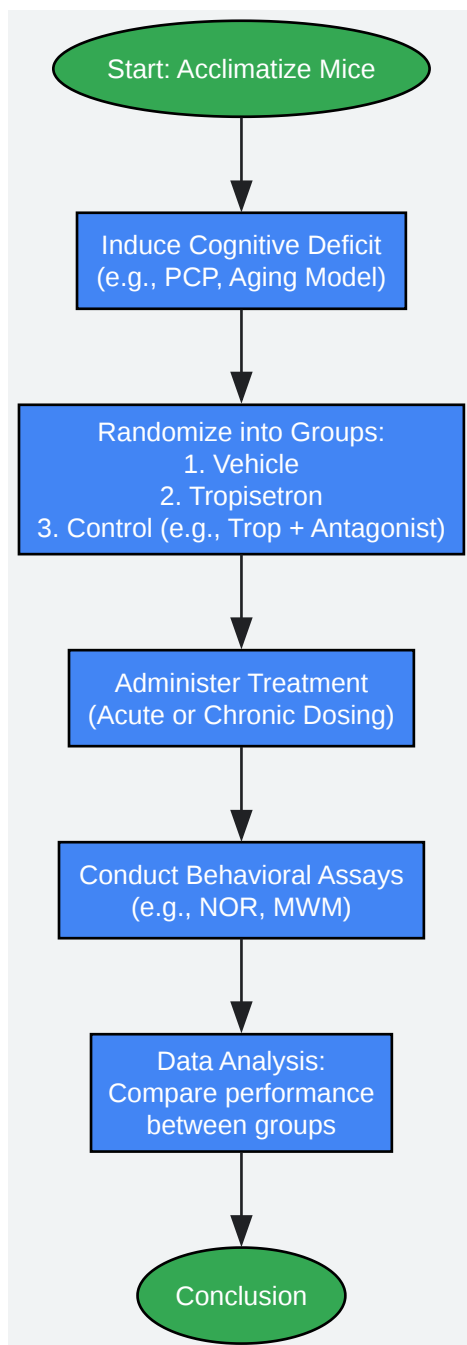 Start: Acclimatize Mice
Induce Cognitive Deficit
(e.g., PCP, Aging Model)
Randomize into Groups:
1. Vehicle
2. Tropisetron
3. Control (e.g., Trop + Antagonist)
Administer Treatment
(Acute or Chronic Dosing)
Conduct Behavioral Assays
(e.g., NOR, MWM)
Data Analysis:
Compare performance
between groups
Conclusion